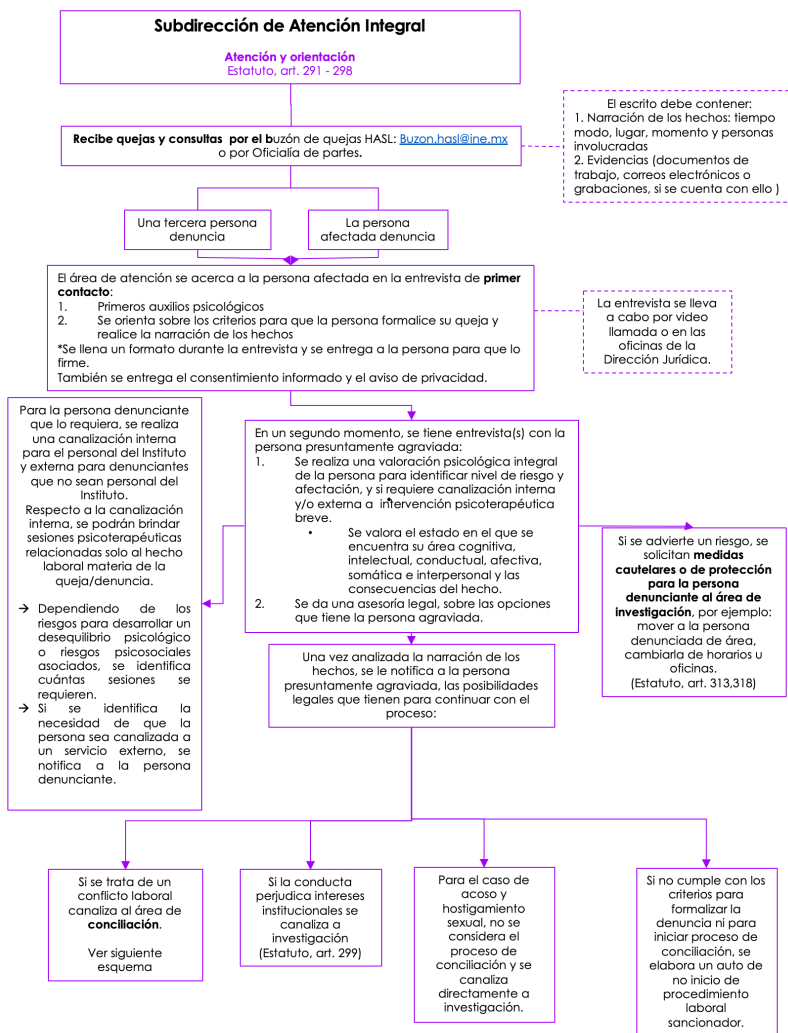 Subdirección de Atención Integral
Atención y orientación
Estatuto, art. 291 - 298
El escrito debe contener:
1. Narración de los hechos: tiempo
modo, lugar, momento y personas
involucradas
2. Evidencias (documentos de
trabajo, correos electrónicos o
grabaciones, si se cuenta con ello )
Recibe quejas y consultas por el buzón de quejas HASL: Buzon.hasl@ine.mx
o por Oficialía de partes.
Una tercera persona
denuncia
La persona
afectada denuncia
El área de atención se acerca a la persona afectada en la entrevista de primer
contacto:
1. Primeros auxilios psicológicos
2. Se orienta sobre los criterios para que la persona formalice su queja y
realice la narración de los hechos
*Se llena un formato durante la entrevista y se entrega a la persona para que lo
firme.
También se entrega el consentimiento informado y el aviso de privacidad.
La entrevista se lleva
a cabo por video
llamada o en las
oficinas de la
Dirección Jurídica.
Para la persona denunciante
que lo requiera, se realiza
una canalización interna
para el personal del Instituto
y externa para denunciantes
que no sean personal del
Instituto.
Respecto a la canalización
interna, se podrán brindar
sesiones psicoterapéuticas
relacionadas solo al hecho
laboral materia de la
queja/denuncia.
→ Dependiendo de los
riesgos para desarrollar un
desequilibrio psicológico
o riesgos psicosociales
asociados, se identifica
cuántas sesiones se
requieren.
→ Si se identifica la
necesidad de que la
persona sea canalizada a
un servicio externo, se
notifica a la persona
denunciante.
En un segundo momento, se tiene entrevista(s) con la
persona presuntamente agraviada:
1. Se realiza una valoración psicológica integral
de la persona para identificar nivel de riesgo y
afectación, y si requiere canalización interna
y/o externa a intervención psicoterapéutica
breve.
• Se valora el estado en el que se
encuentra su área cognitiva,
intelectual, conductual, afectiva,
somática e interpersonal y las
consecuencias del hecho.
2. Se da una asesoría legal, sobre las opciones
que tiene la persona agraviada.
Si se advierte un riesgo, se
solicitan medidas
cautelares o de protección
para la persona
denunciante al área de
investigación, por ejemplo:
mover a la persona
denunciada de área,
cambiarla de horarios u
oficinas.
(Estatuto, art. 313,318)
Una vez analizada la narración de los
hechos, se le notifica a la persona
presuntamente agraviada, las posibilidades
legales que tienen para continuar con el
proceso:
Si se trata de un
conflicto laboral
canaliza al área de
conciliación.
Ver siguiente
esquema
Si la conducta
perjudica intereses
institucionales se
canaliza a
investigación
(Estatuto, art. 299)
Para el caso de
acoso y
hostigamiento
sexual, no se
considera el
proceso de
conciliación y se
canaliza
directamente a
investigación.
Si no cumple con los
criterios para
formalizar la
denuncia ni para
iniciar proceso de
conciliación, se
elabora un auto de
no inicio de
procedimiento
laboral
sancionador.